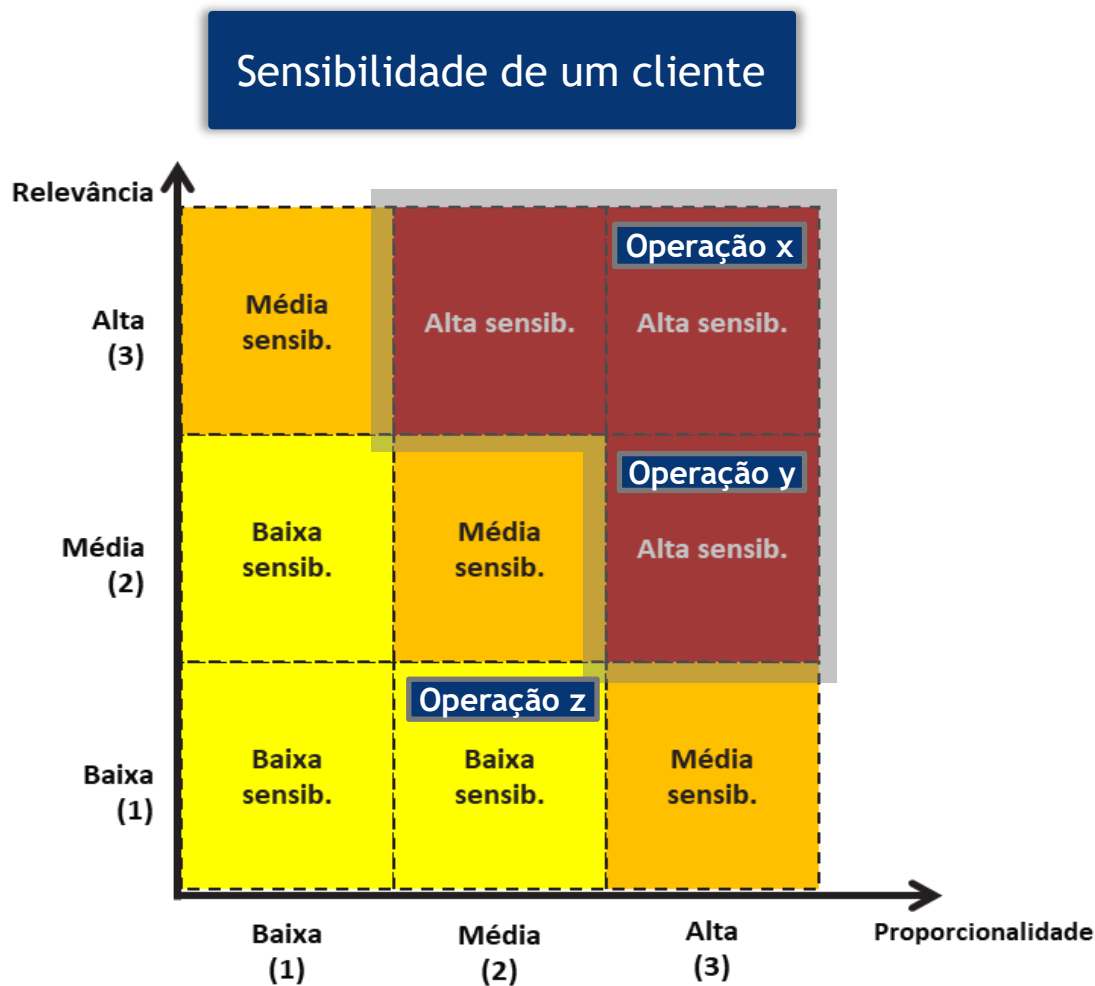 Sensibilidade de um cliente
Relevância
Alta
(3)
Média
sensib.
Alta sensib.
Operação x
Alta sensib.
Média
(2)
Baixa
sensib.
Média
sensib.
Operação y
Alta sensib.
Baixa
(1)
Baixa
sensib.
Operação z
Baixa
sensib.
Média
sensib.
Baixa
(1)
Média
(2)
Alta
(3)
Proporcionalidade